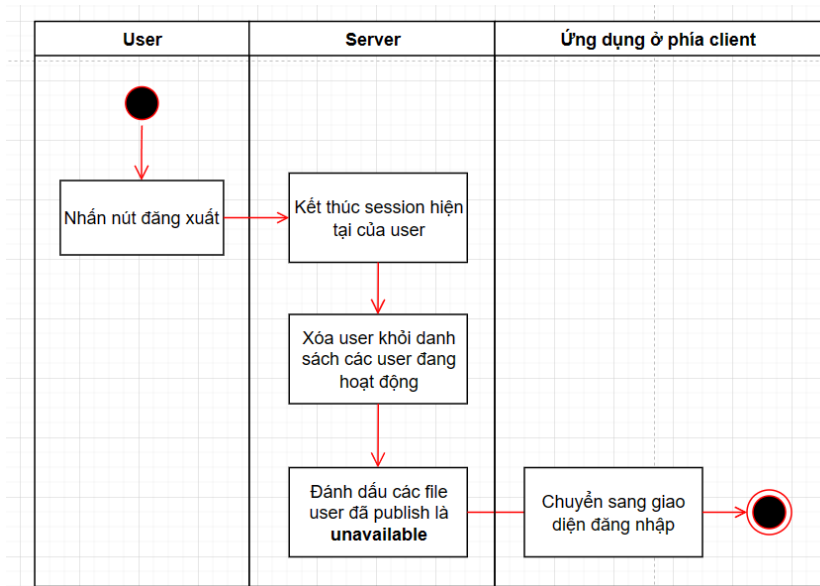 User
Server
Ứng dụng ở phía client
Nhấn nút đăng xuất
Kết thúc session hiện
tại của user
Xóa user khỏi danh
sách các user đang
hoạt động
Đánh dấu các file
user đã publish là
unavailable
Chuyển sang giao
diện đăng nhập